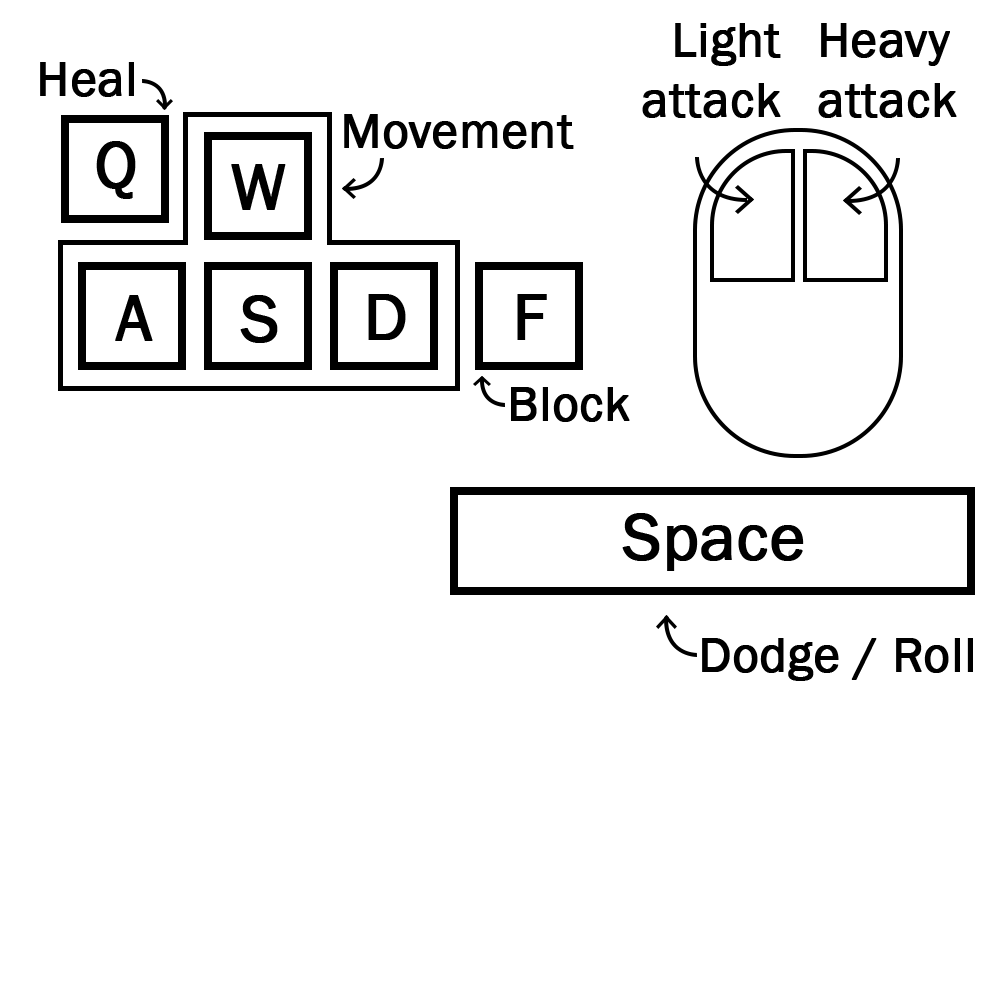 Light Heavy
attack attack
Heal
Movement
Q
W
A S D F
Block
Space
Dodge / Roll